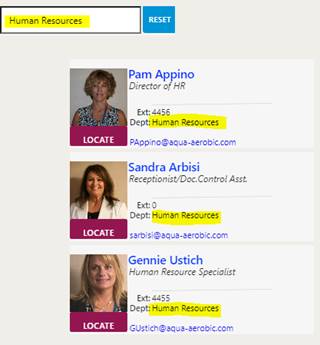 Human Resources
RESET
Pam Appino
Director of HR
Ext: 4456
Dept: Human Resources
LOCATE
PAppino@aqua-aerobic.com
Sandra Arbisi
Receptionist/Doc.Control Asst.
Ext: 0
Dept: Human Resources
LOCATE
sarbisi@aqua-aerobic.com
Gennie Ustich
Human Resource Specialist
Ext: 4455
Dept: Human Resources
LOCATE
GUstich@aqua-aerobic.com